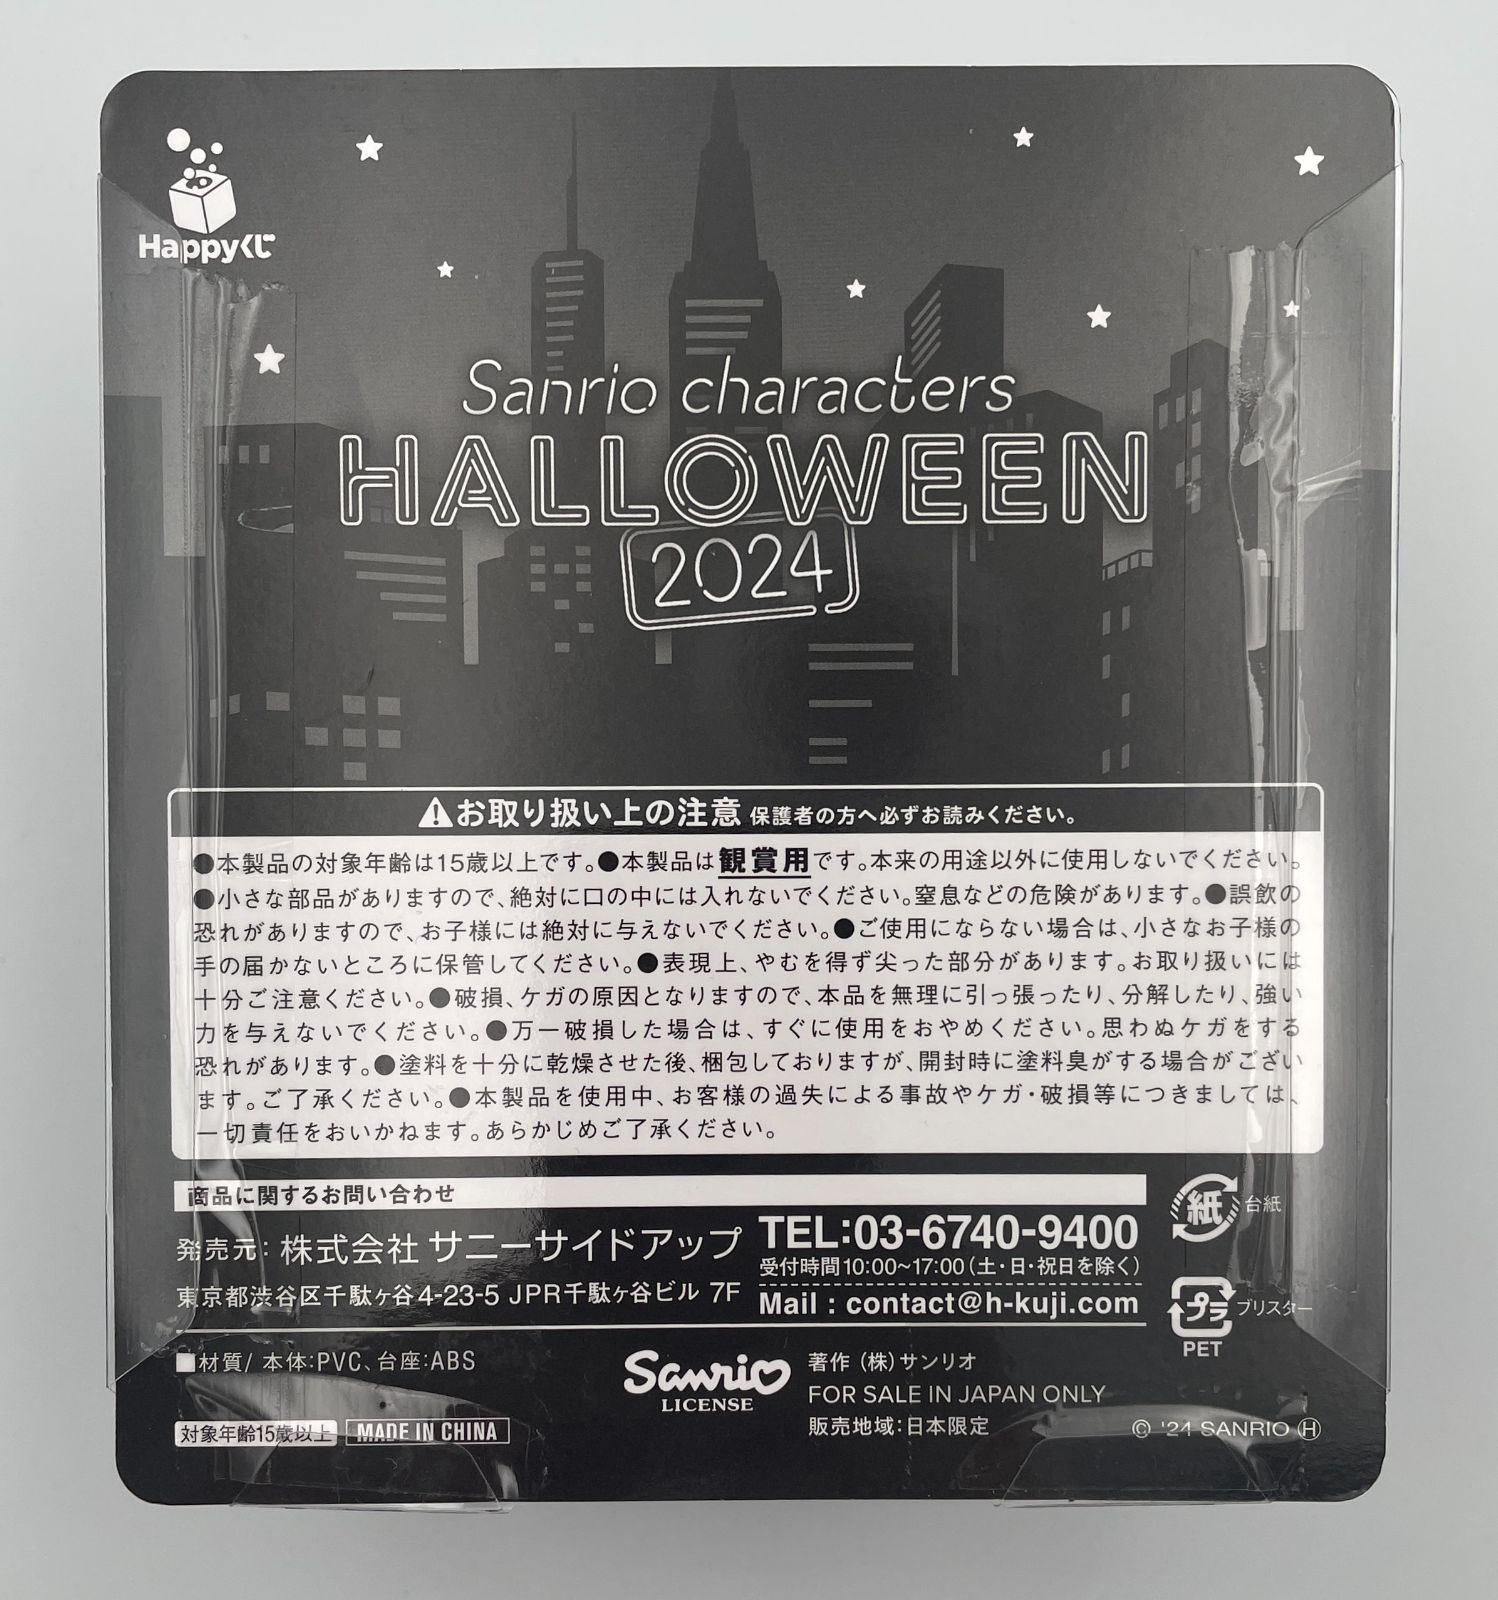 Happyくじ
Sanrio characters
HALLOWEEN
2024
⚠お取り扱い上の注意 保護者の方へ必ずお読みください。
●本製品の対象年齢は15歳以上です。●本製品は観賞用です。本来の用途以外に使用しないでください。
●小さな部品がありますので、絶対に口の中には入れないでください。窒息などの危険があります。●誤飲の
恐れがありますので、お子様には絶対に与えないでください。●ご使用にならない場合は、小さなお子様の
手の届かないところに保管してください。●表現上、やむを得ず尖った部分があります。お取り扱いには
十分ご注意ください。●破損、ケガの原因となりますので、本品を無理に引っ張ったり、分解したり、強い
力を与えないでください。●万一破損した場合は、すぐに使用をおやめください。思わぬケガをする
恐れがあります。●塗料を十分に乾燥させた後、梱包しておりますが、開封時に塗料臭がする場合がござい
ます。ご了承ください。●本製品を使用中、お客様の過失による事故やケガ・破損等につきましては、
一切責任をおいかねます。あらかじめご了承ください。
商品に関するお問い合わせ
発売元：株式会社 サニーサイドアップ
東京都渋谷区千駄ヶ谷4-23-5 JPR千駄ヶ谷ビル 7F
TEL:03-6740-9400
受付時間10:00~17:00（土・日・祝日を除く）
Mail : contact@h-kuji.com
紙 台紙
プラ ブリスター
PET
■材質/ 本体:PVC、台座:ABS
対象年齢15歳以上 MADE IN CHINA
Sanrio
LICENSE
著作（株）サンリオ
FOR SALE IN JAPAN ONLY
販売地域:日本限定
© '24 SANRIO Ⓗ